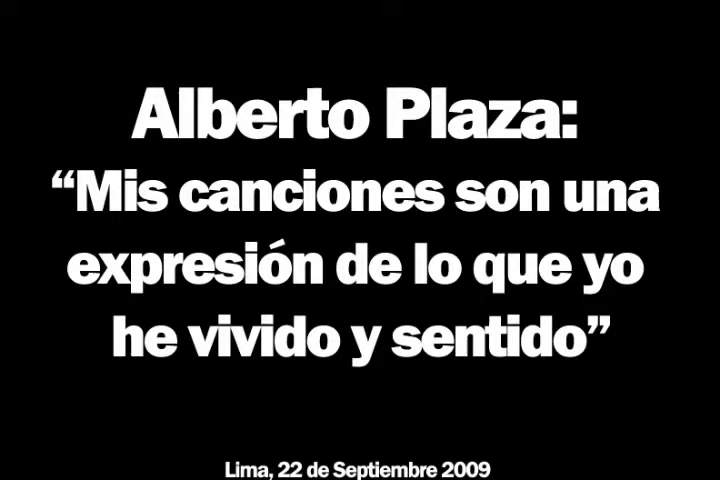 Alberto Plaza:
“Mis canciones son una
expresión de lo que yo
he vivido y sentido”
Lima, 22 de Septiembre 2009